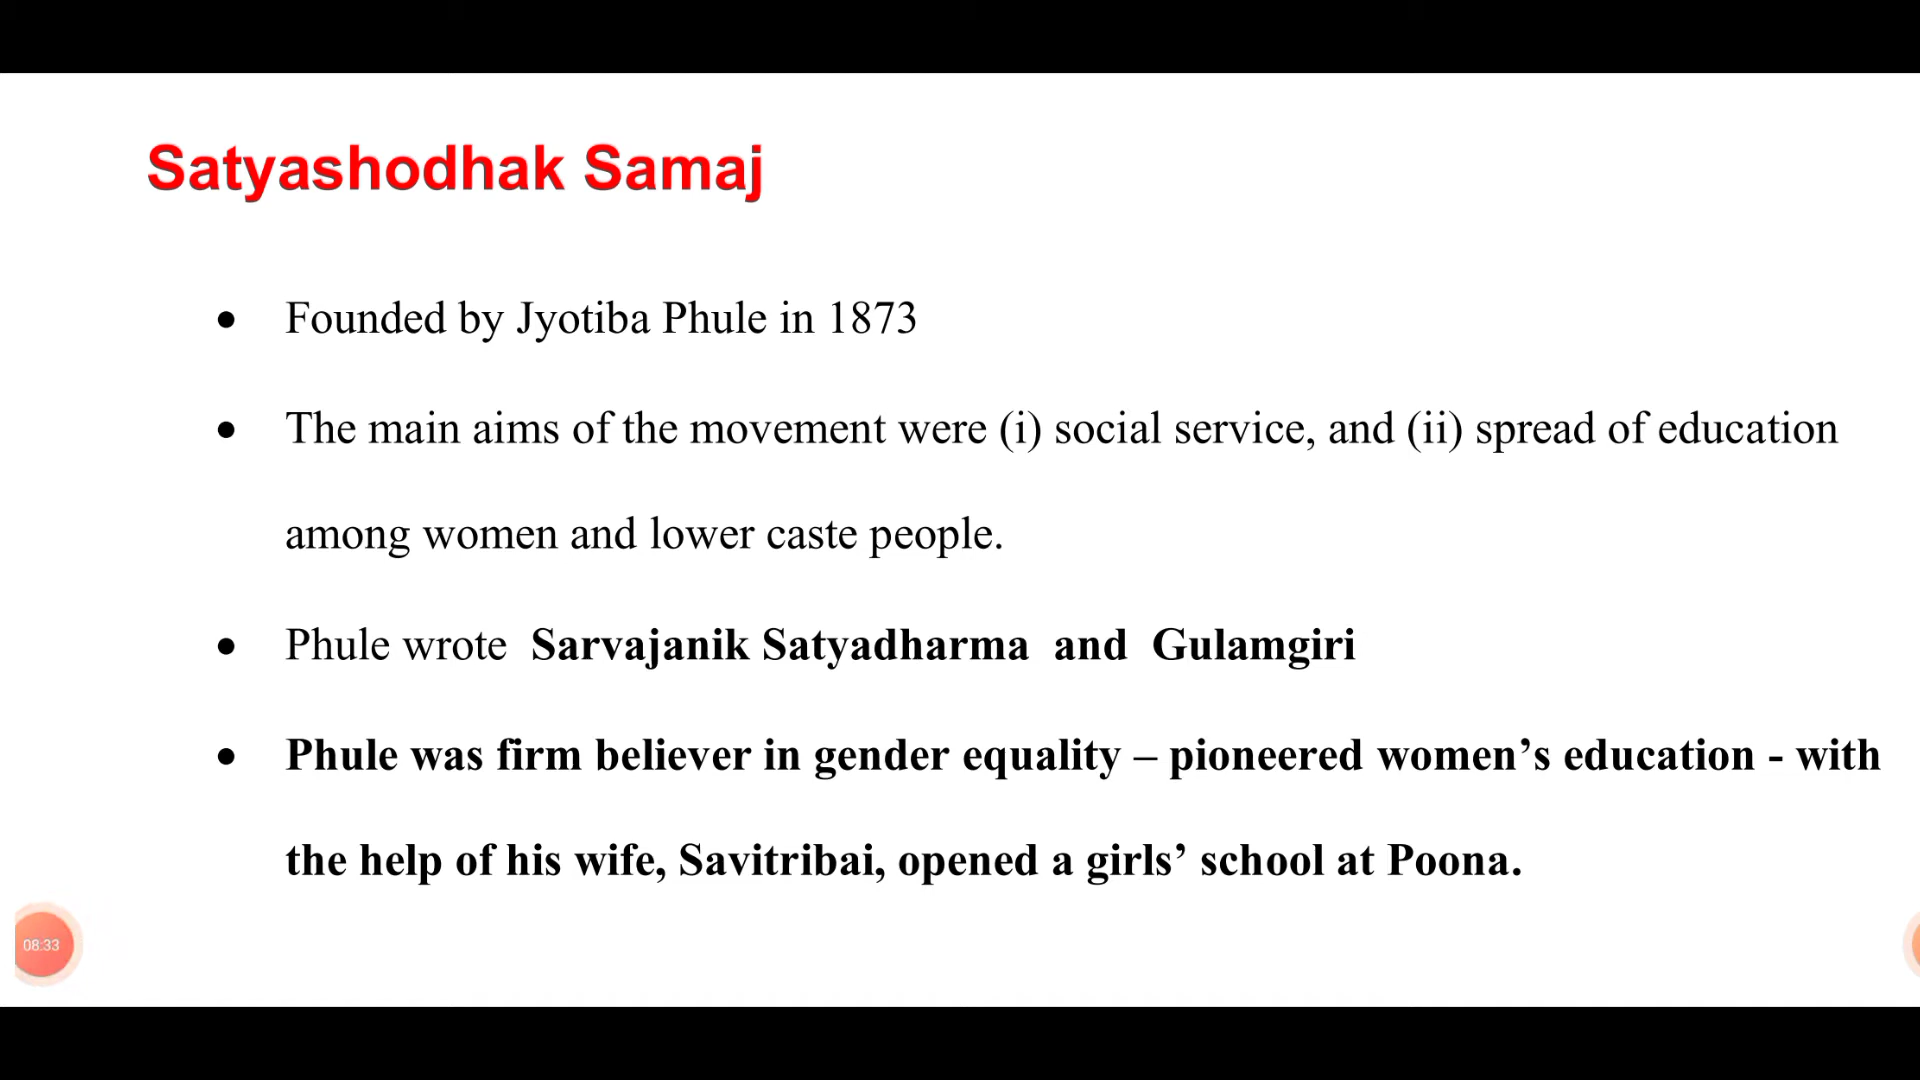 Satyashodhak Samaj
• Founded by Jyotiba Phule in 1873
• The main aims of the movement were (i) social service, and (ii) spread of education
among women and lower caste people.
• Phule wrote Sarvajanik Satyadharma and Gulamgiri
• Phule was firm believer in gender equality – pioneered women’s education - with
the help of his wife, Savitribai, opened a girls’ school at Poona.
08:33